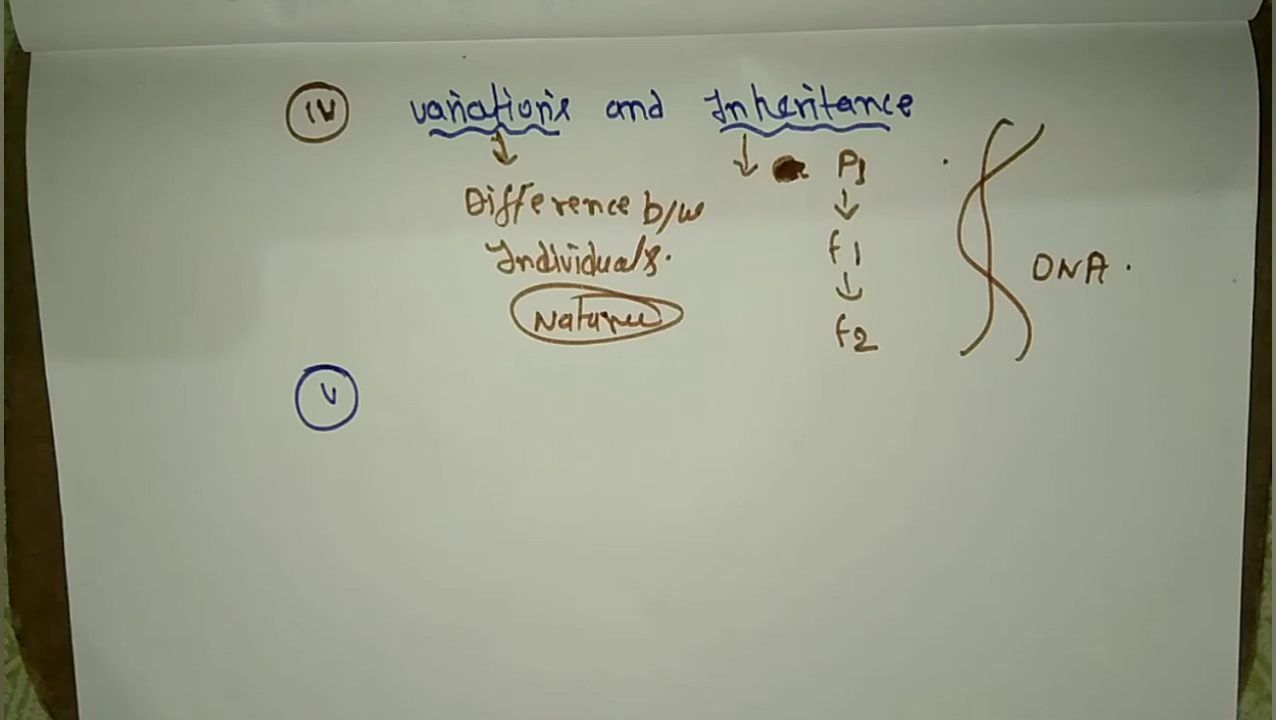 IV variations and Inheritance
Difference b/w
Individuals.
Nature
P1
f1
f2
DNA.
V